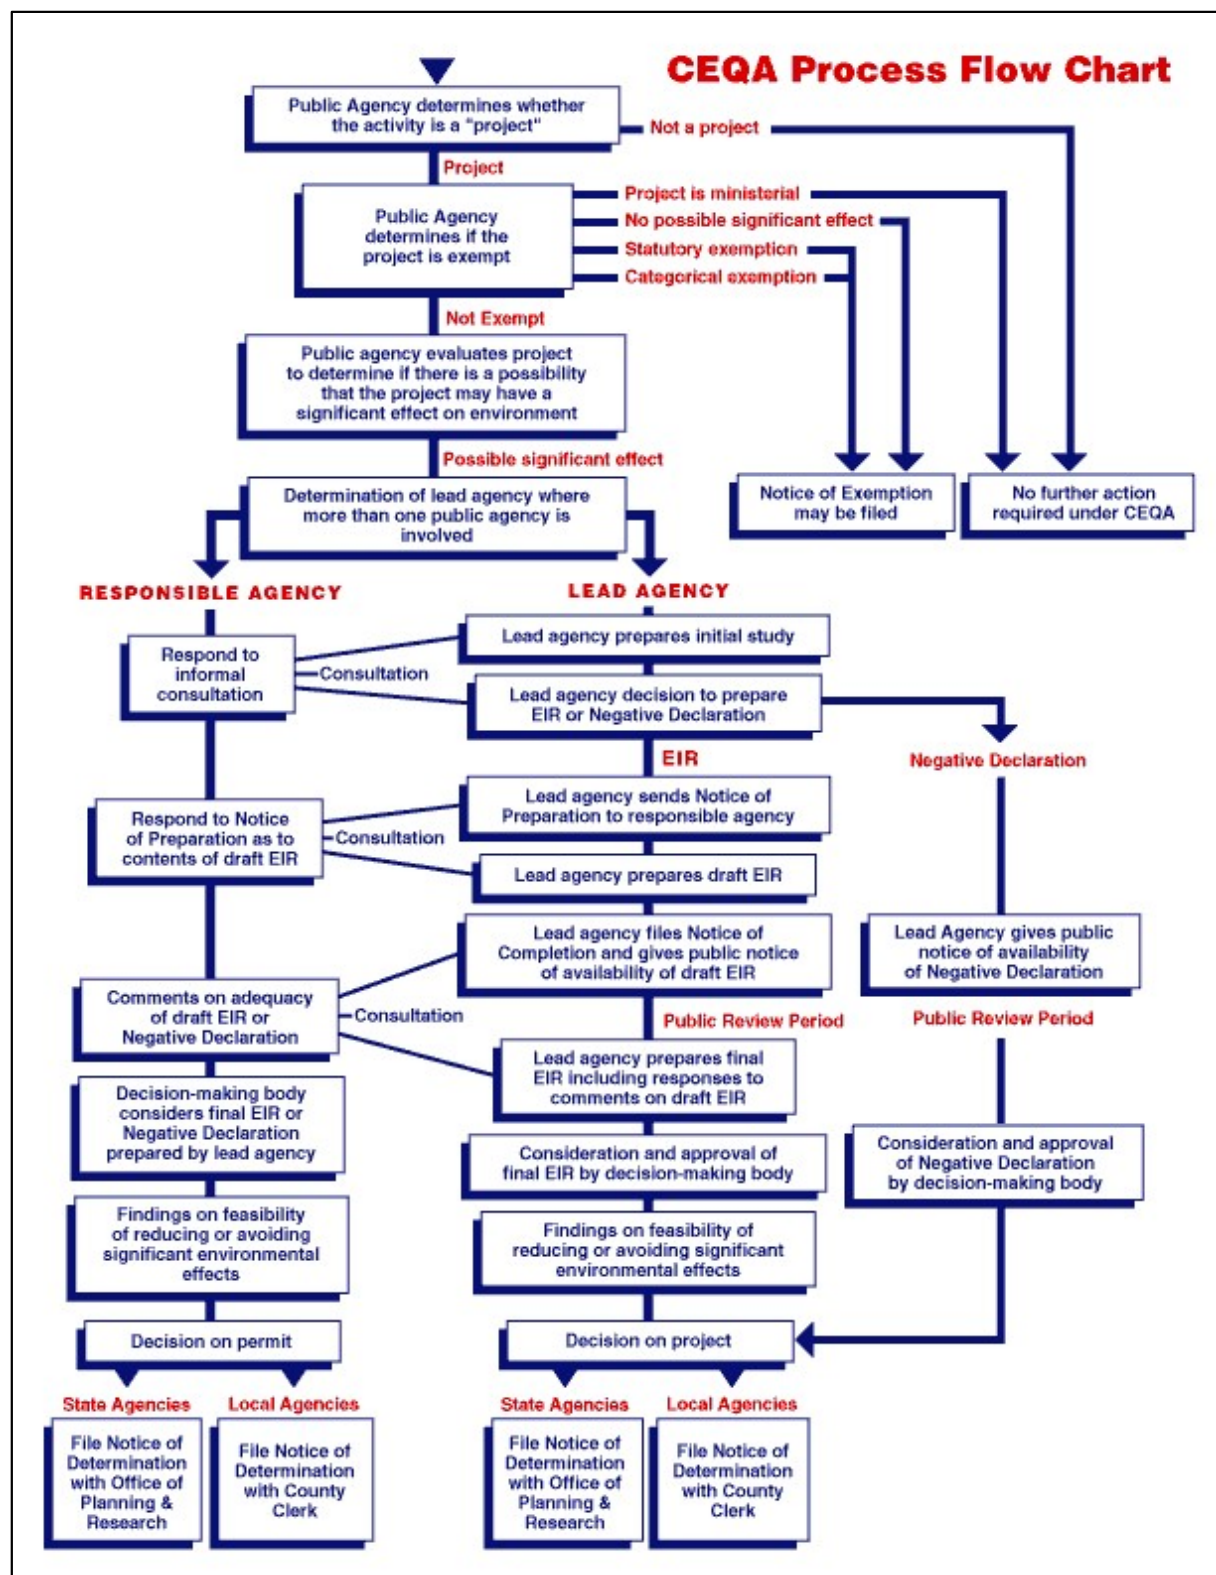 CEQA Process Flow Chart
Public Agency determines whether
the activity is a "project"
Not a project
Project
Public Agency
determines if the
project is exempt
Project is ministerial
No possible significant effect
Statutory exemption
Categorical exemption
Not Exempt
Public agency evaluates project
to determine if there is a possibility
that the project may have a
significant effect on environment
Possible significant effect
Determination of lead agency where
more than one public agency is
involved
Notice of Exemption
may be filed
No further action
required under CEQA
RESPONSIBLE AGENCY
LEAD AGENCY
Respond to
informal
consultation
Consultation
Lead agency prepares initial study
Lead agency decision to prepare
EIR or Negative Declaration
EIR
Negative Declaration
Respond to Notice
of Preparation as to
contents of draft EIR
Consultation
Lead agency sends Notice of
Preparation to responsible agency
Lead agency prepares draft EIR
Lead agency files Notice of
Completion and gives public notice
of availability of draft EIR
Lead Agency gives public
notice of availability
of Negative Declaration
Comments on adequacy
of draft EIR or
Negative Declaration
Consultation
Public Review Period
Public Review Period
Lead agency prepares final
EIR including responses to
comments on draft EIR
Decision-making body
considers final EIR or
Negative Declaration
prepared by lead agency
Consideration and approval of
final EIR by decision-making body
Consideration and approval
of Negative Declaration
by decision-making body
Findings on feasibility
of reducing or avoiding
significant environmental
effects
Findings on feasibility of
reducing or avoiding significant
environmental effects
Decision on permit
Decision on project
State Agencies
Local Agencies
State Agencies
Local Agencies
File Notice of
Determination
with Office of
Planning &
Research
File Notice of
Determination
with County
Clerk
File Notice of
Determination
with Office of
Planning &
Research
File Notice of
Determination
with County
Clerk